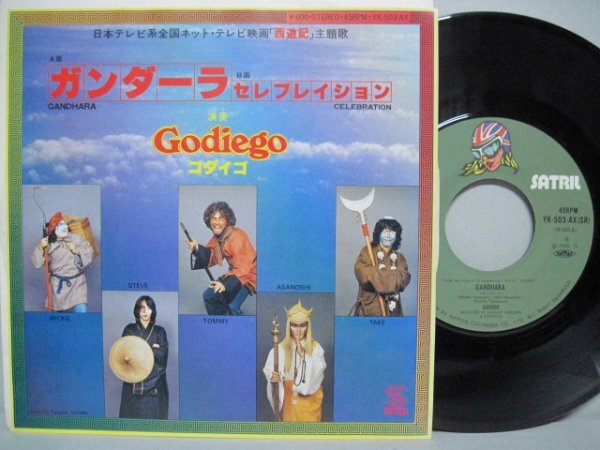 ¥600・STEREO・45RPM・YK-503-AX
日本テレビ系全国ネット・テレビ映画「西遊記」主題歌
A面
ガンダーラ
GANDHARA
B面
セレブレイション
CELEBRATION
演奏
Godiego
ゴダイゴ
MICKIE
STEVE
TOMMY
ASANOSHI
TAKE
SATRIL
SATRIL
45RPM
YK-503-AX(SR)
GANDHARA